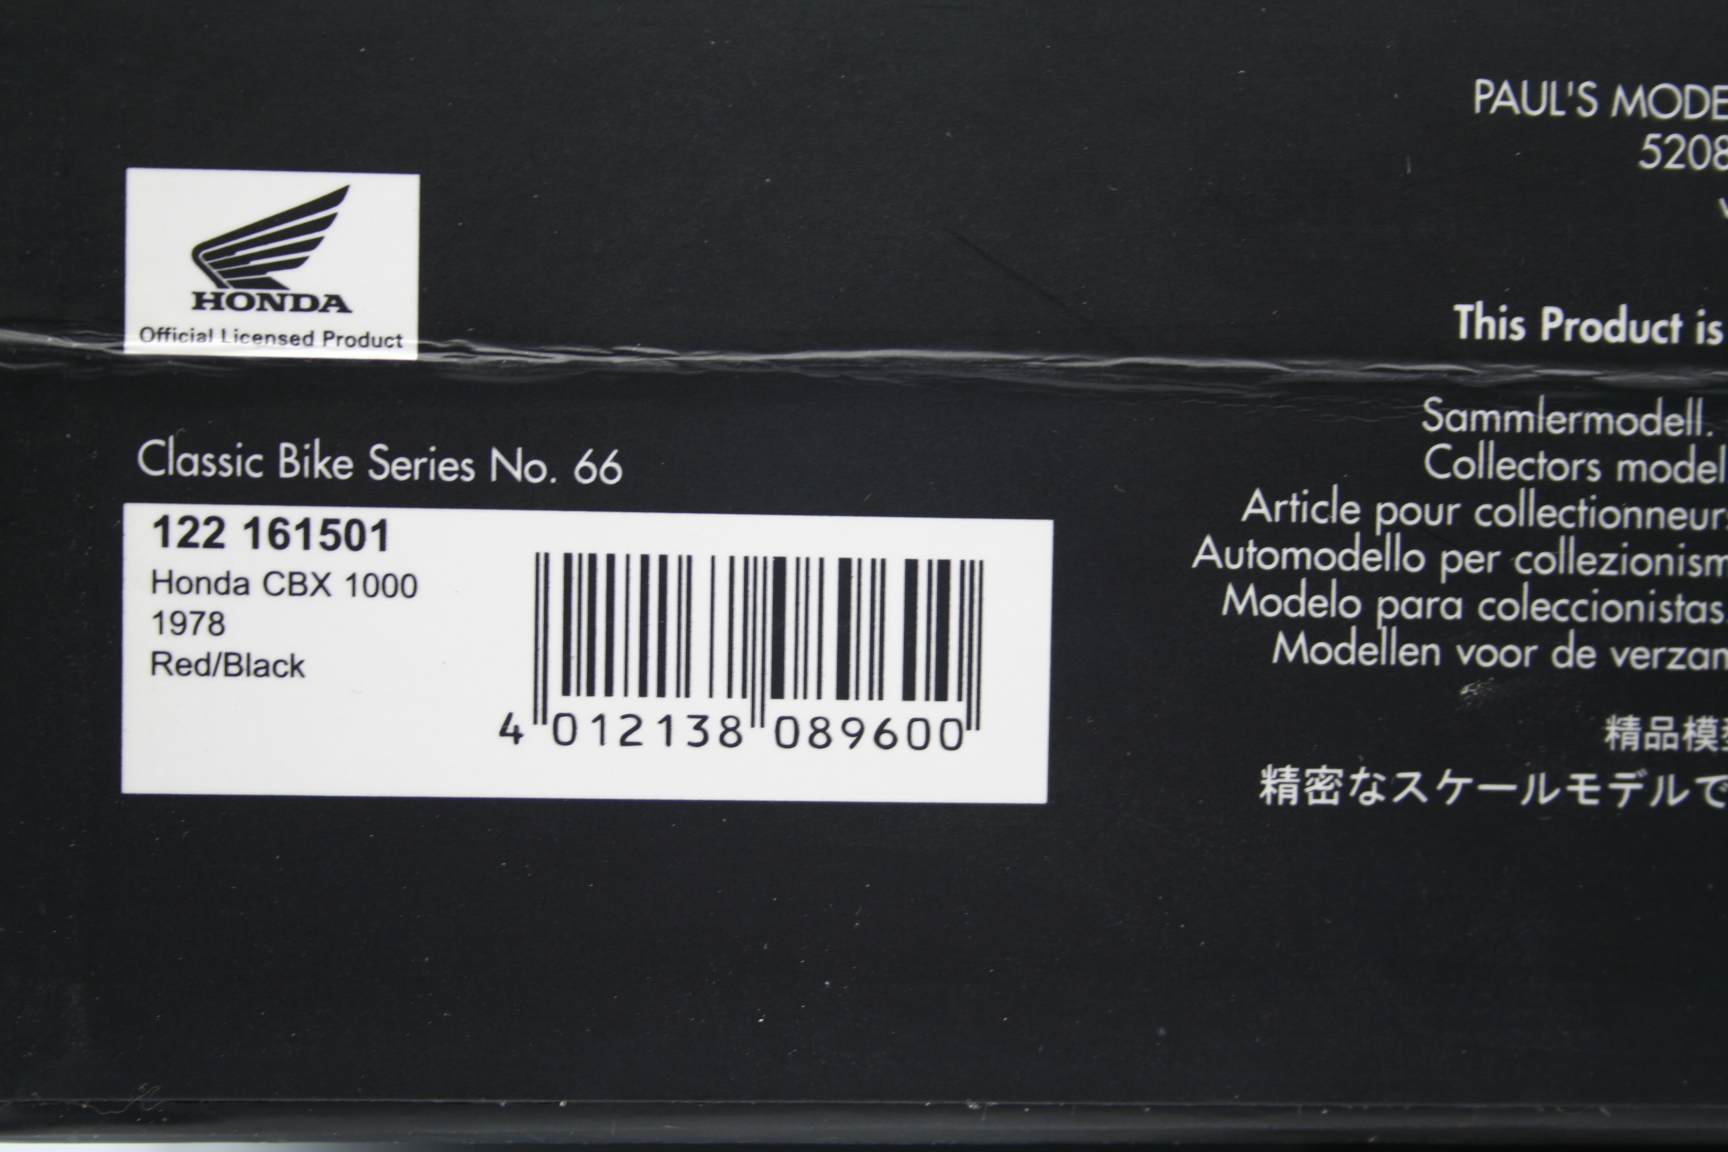 HONDA
Official Licensed Product
Classic Bike Series No. 66
122 161501
Honda CBX 1000
1978
Red/Black
4 012138 089600
PAUL'S MODE
5208
This Product is
Sammlermodell.
Collectors model
Article pour collectionneur
Automodello per collezionism
Modelo para coleccionistas.
Modellen voor de verzam
精品模型
精密なスケールモデルで